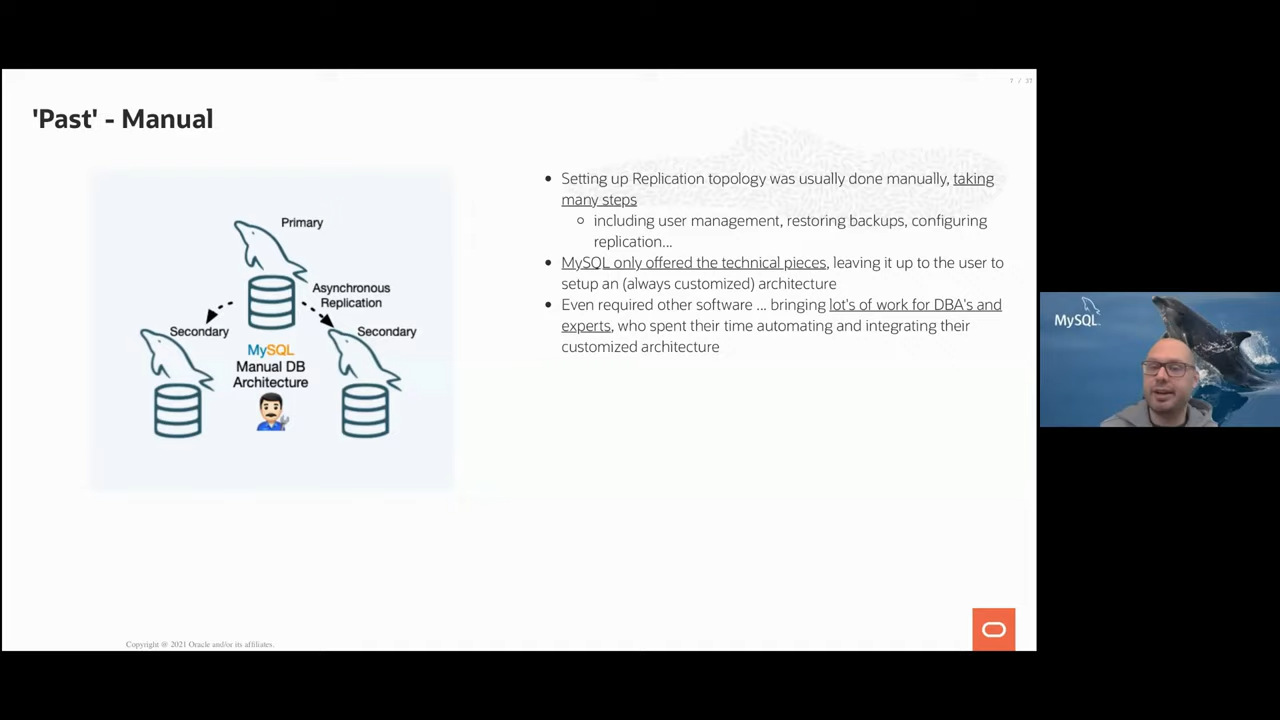 7 / 37
'Past' - Manual
Primary
Asynchronous
Replication
Secondary
Secondary
MySQL
Manual DB
Architecture
Setting up Replication topology was usually done manually, taking
many steps
including user management, restoring backups, configuring
replication...
MySQL only offered the technical pieces, leaving it up to the user to
setup an (always customized) architecture
Even required other software ... bringing lot's of work for DBA's and
experts, who spent their time automating and integrating their
customized architecture
MySQL
Copyright @ 2021 Oracle and/or its affiliates.